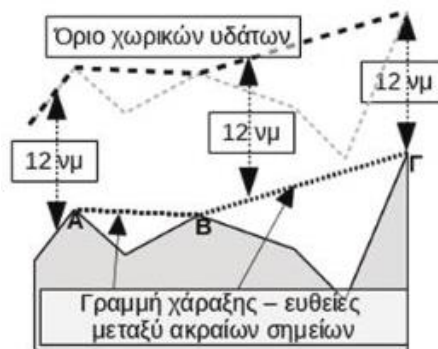 Όριο χωρικών υδάτων
12 νμ
12 νμ
12 νμ
Α
Β
Γ
Γραμμή χάραξης – ευθείες
μεταξύ ακραίων σημείων